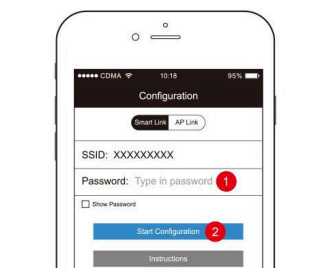 CDMA 10:18 95%
Configuration
Smart Link AP Link
SSID: XXXXXXXXX
Password: Type in password 1
Show Password
Start Configuration 2
Instructions